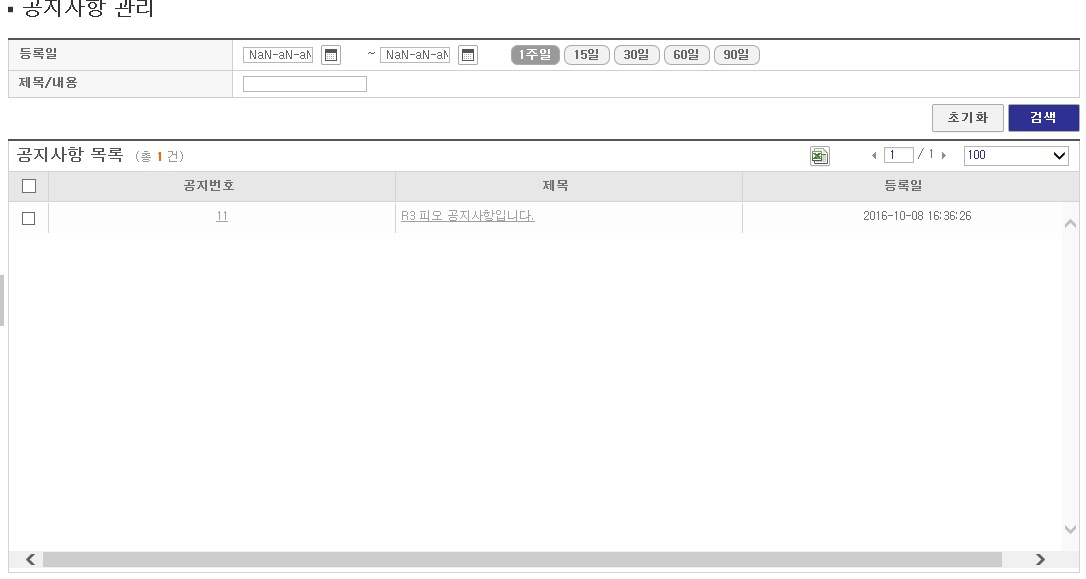 ▪ 공지사항 관리
등록일 NaN-aN-aN ~ NaN-aN-aN 1주일 15일 30일 60일 90일
제목/내용
초기화 검색
공지사항 목록 (총 1 건) 1 / 1 100
공지번호 제목 등록일
11 R3 피오 공지사항입니다. 2016-10-08 16:36:26